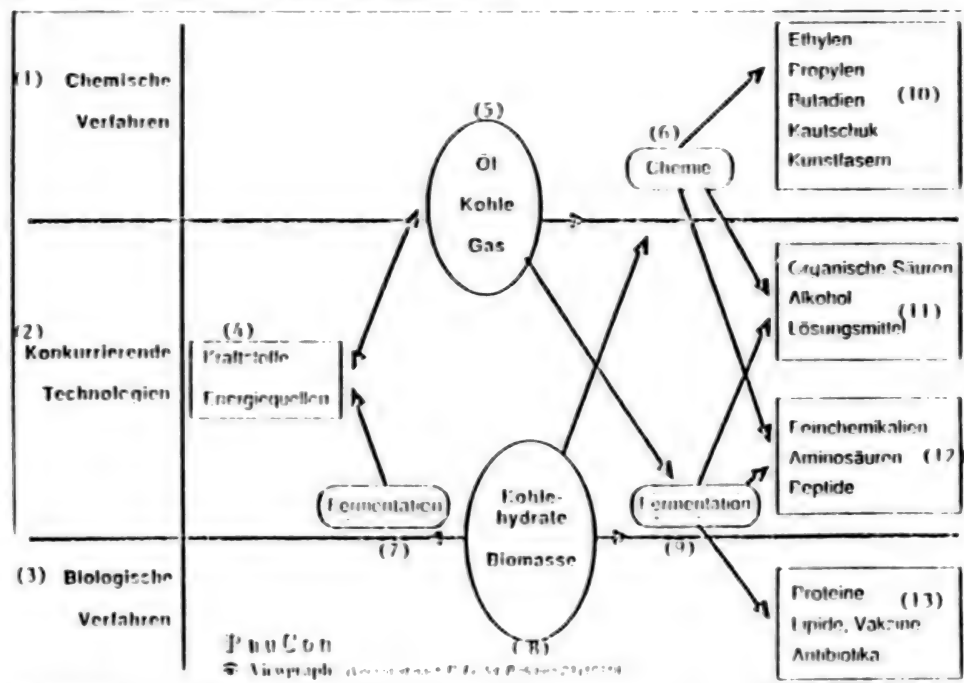 (1) Chemische
Verfahren
(2)
Konkurrierende
Technologien
(3) Biologische
Verfahren
(4)
Kraftstoffe
Energiequellen
(5)
Öl
Kohle
Gas
(6)
Chemie
Fermentation
(7)
Kohle-
hydrate
Biomasse
(8)
Fermentation
(9)
Ethylen
Propylen
Butadien (10)
Kautschuk
Kunstfasern
Organische Säuren
Alkohol (11)
Lösungsmittel
Feinchemikalien
Aminosäuren (12)
Peptide
Proteine (13)
Lipide, Vakzine
Antibiotika
Viewgraph